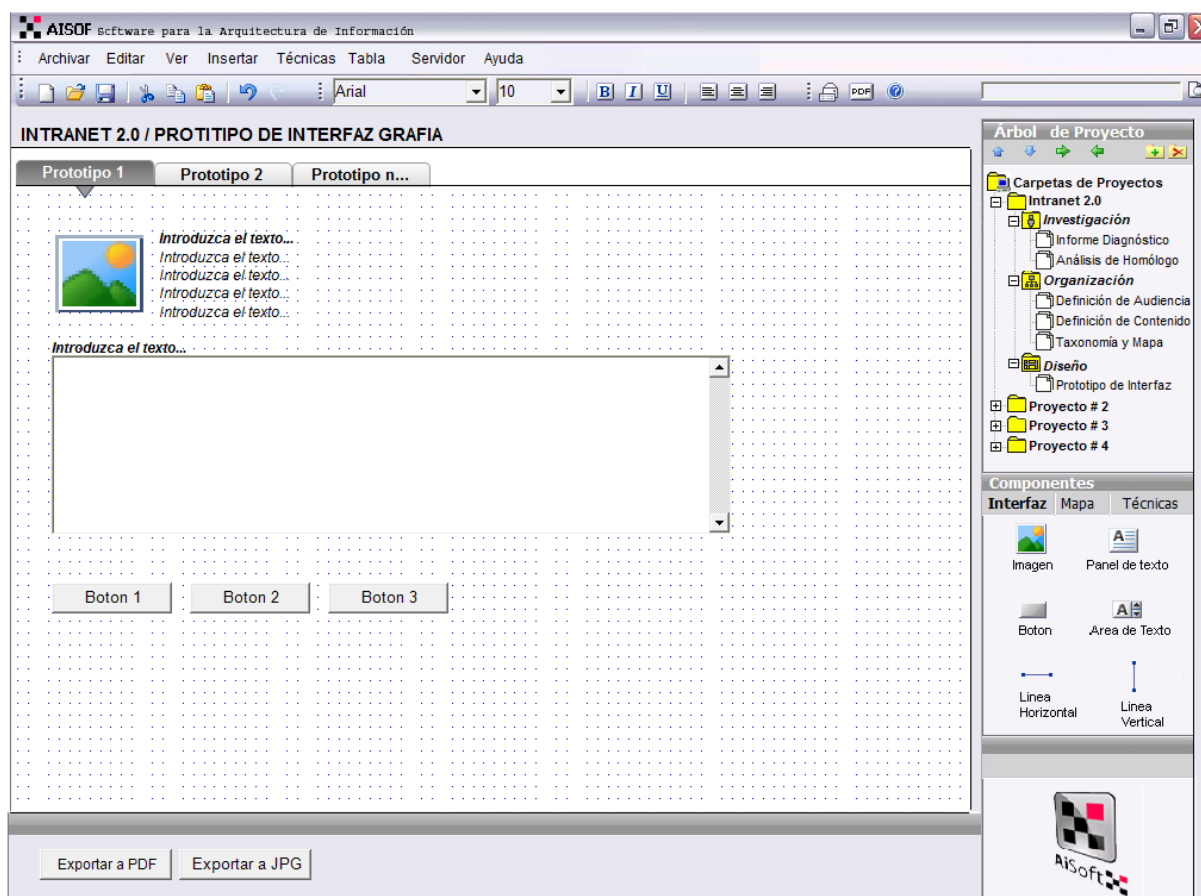 AISOF Scftware para la Arquitectura de Información
Archivar Editar Ver Insertar Técnicas Tabla Servidor Ayuda
Arial 10 B I U PDF ?
INTRANET 2.0 / PROTITIPO DE INTERFAZ GRAFIA
Prototipo 1 Prototipo 2 Prototipo n...
Introduzca el texto...
Introduzca el texto...
Introduzca el texto...
Introduzca el texto...
Introduzca el texto...
Introduzca el texto...
Boton 1 Boton 2 Boton 3
Exportar a PDF Exportar a JPG
Árbol de Proyecto
Carpetas de Proyectos
Intranet 2.0
Investigación
Informe Diagnóstico
Análisis de Homólogo
Organización
Definición de Audiencia
Definición de Contenido
Taxonomía y Mapa
Diseño
Prototipo de Interfaz
Proyecto # 2
Proyecto # 3
Proyecto # 4
Componentes
Interfaz Mapa Técnicas
Imagen Panel de texto
Boton Area de Texto
Linea Horizontal
Linea Vertical
AiSoft